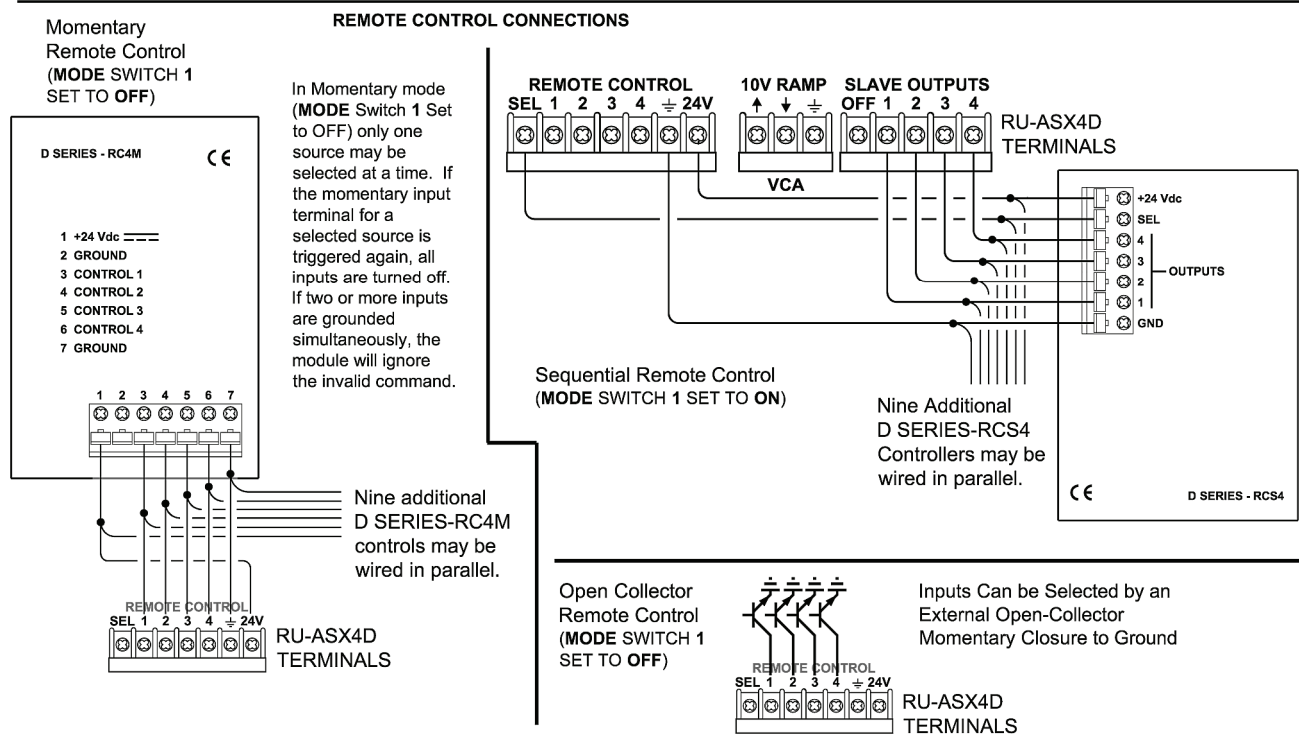 REMOTE CONTROL CONNECTIONS
Momentary
Remote Control
(MODE SWITCH 1
SET TO OFF)
D SERIES - RC4M
CE
1 +24 Vdc
2 GROUND
3 CONTROL 1
4 CONTROL 2
5 CONTROL 3
6 CONTROL 4
7 GROUND
1 2 3 4 5 6 7
In Momentary mode
(MODE Switch 1 Set
to OFF) only one
source may be
selected at a time. If
the momentary input
terminal for a
selected source is
triggered again, all
inputs are turned off.
If two or more inputs
are grounded
simultaneously, the
module will ignore
the invalid command.
Nine additional
D SERIES-RC4M
controls may be
wired in parallel.
REMOTE CONTROL
SEL 1 2 3 4 24V
RU-ASX4D
TERMINALS
REMOTE CONTROL
SEL 1 2 3 4 24V
10V RAMP
VCA
SLAVE OUTPUTS
OFF 1 2 3 4
RU-ASX4D
TERMINALS
+24 Vdc
SEL
4
3
2
1
OUTPUTS
GND
Sequential Remote Control
(MODE SWITCH 1 SET TO ON)
Nine Additional
D SERIES-RCS4
Controllers may be
wired in parallel.
CE
D SERIES - RCS4
Open Collector
Remote Control
(MODE SWITCH 1
SET TO OFF)
REMOTE CONTROL
SEL 1 2 3 4 24V
RU-ASX4D
TERMINALS
Inputs Can be Selected by an
External Open-Collector
Momentary Closure to Ground